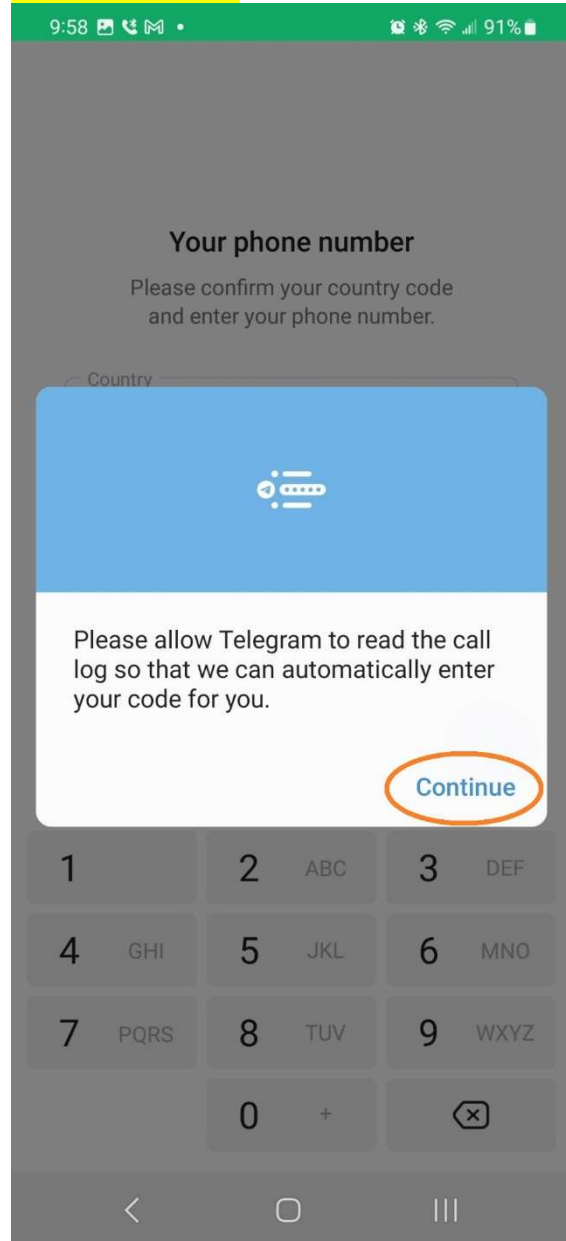 9:58
91%
Your phone number
Please confirm your country code
and enter your phone number.
Country
Please allow Telegram to read the call
log so that we can automatically enter
your code for you.
Continue
1
2 ABC
3 DEF
4 GHI
5 JKL
6 MNO
7 PQRS
8 TUV
9 WXYZ
0 +